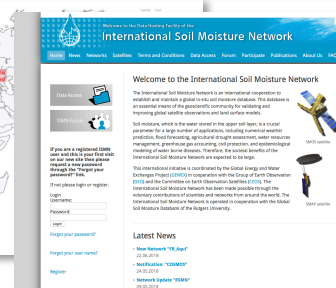 Welcome to the Data Hosting Facility of the
International Soil Moisture Network
Home News Networks Satellites Terms and Conditions Data Access Forum Participate Publications About Us FAQ
Data Access
ISMN Forum
If you are a registered ISMN
user and this is your first visit
on our new site then please
request a new password
through the "Forgot your
password?" link.
If not please login or register.
Login
Username:
Password:
Login
Forgot your password?
Forgot your user name?
Register
Welcome to the International Soil Moisture Network
The International Soil Moisture Network is an international cooperation to
establish and maintain a global in-situ soil moisture database. This database is
an essential means of the geoscientific community for validating and
improving global satellite observations and land surface models.
Soil moisture, which is the water stored in the upper soil layer, is a crucial
parameter for large number of applications, including numerical weather
prediction, flood forecasting, agricultural drought assessment, water resources
management, greenhouse gas accounting, civil protection, and epidemiological
modeling of water borne diseases. Therefore, the societal benefits of the
International Soil Moisture Network are expected to be large.
This international initiative is coordinated by the Global Energy and Water
Exchanges Project (GEWEX) in cooperation with the Group of Earth Observation
(GEO) and the Committee on Earth Observation Satellites (CEOS). The
International Soil Moisture Network has been made possible through the
voluntary contributions of scientists and networks from around the world. The
International Soil Moisture Network is operated in cooperation with the Global
Soil Moisture Databank of the Rutgers University.
SMOS satellite
SMAP satellite
Latest News
New Network "FR_Aqui"
22.06.2018
Notification: "COSMOS"
24.05.2018
Network Update "RSMN"
09.05.2018